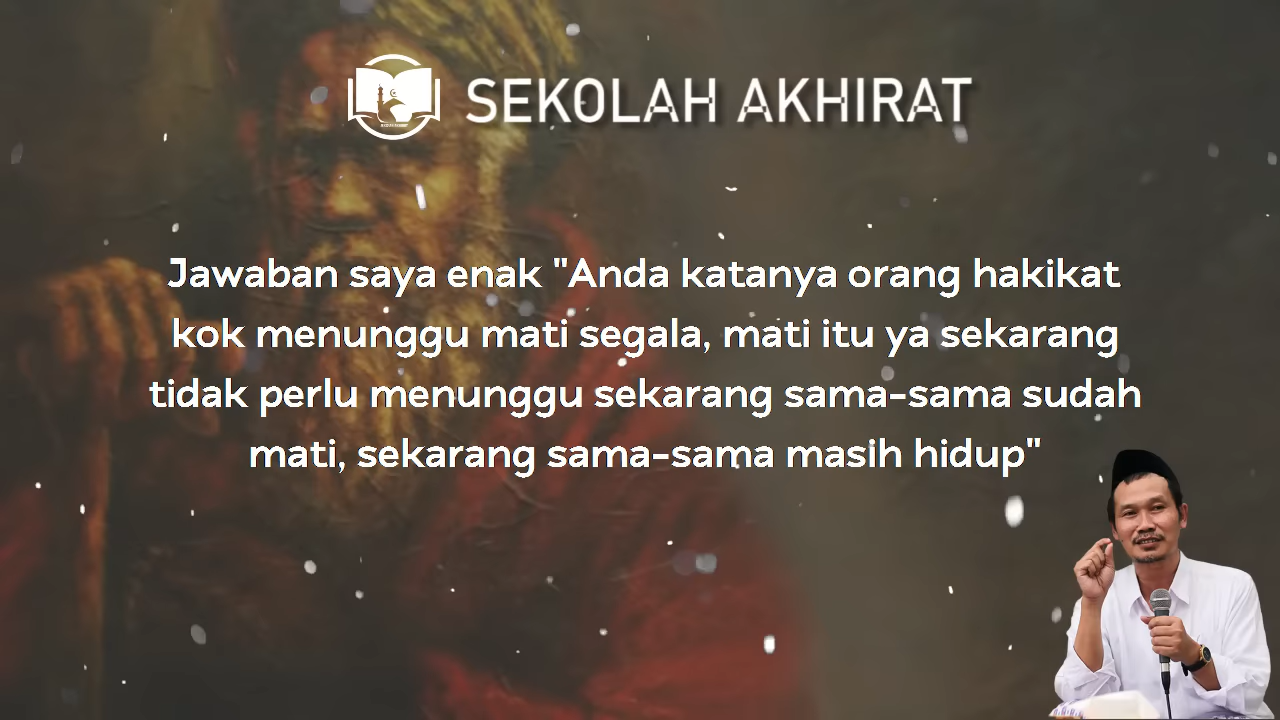 SEKOLAH AKHIRAT
Jawaban saya enak "Anda katanya orang hakikat
kok menunggu mati segala, mati itu ya sekarang
tidak perlu menunggu sekarang sama-sama sudah
mati, sekarang sama-sama masih hidup"